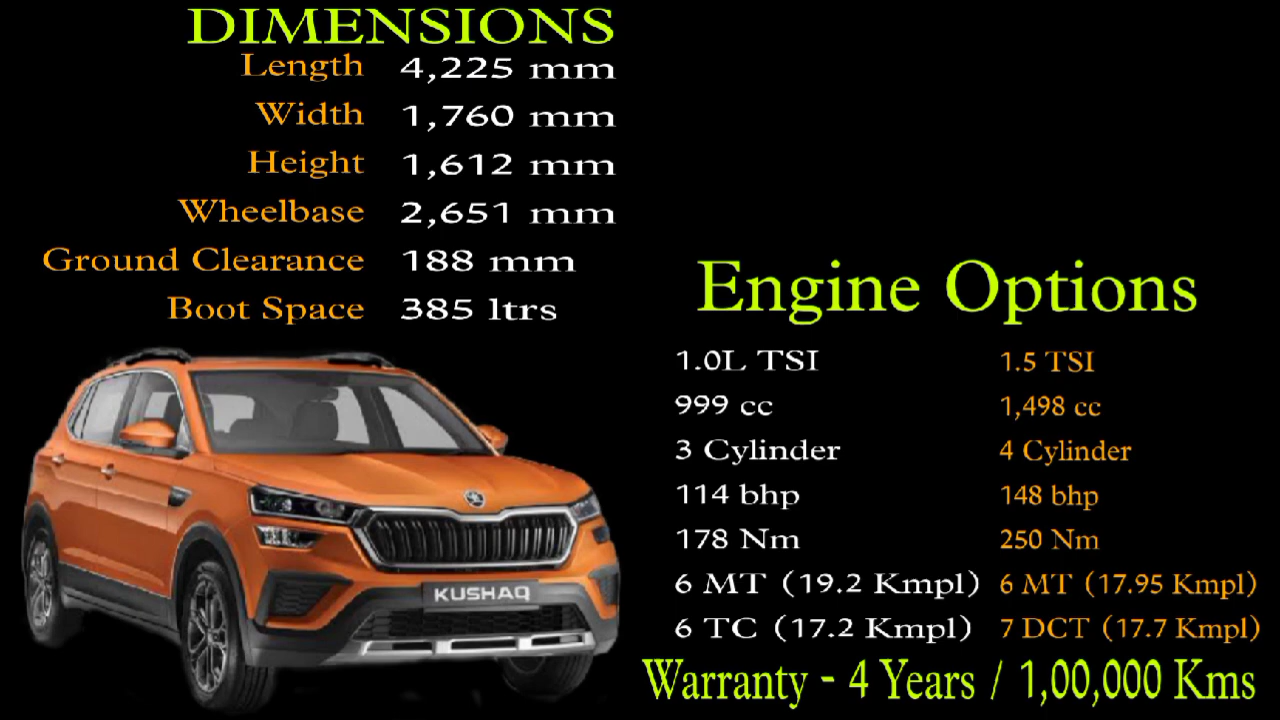 DIMENSIONS
Length 4,225 mm
Width 1,760 mm
Height 1,612 mm
Wheelbase 2,651 mm
Ground Clearance 188 mm
Boot Space 385 ltrs
KUSHAQ
Engine Options
1.0L TSI 1.5 TSI
999 cc 1,498 cc
3 Cylinder 4 Cylinder
114 bhp 148 bhp
178 Nm 250 Nm
6 MT (19.2 Kmpl) 6 MT (17.95 Kmpl)
6 TC (17.2 Kmpl) 7 DCT (17.7 Kmpl)
Warranty - 4 Years / 1,00,000 Kms